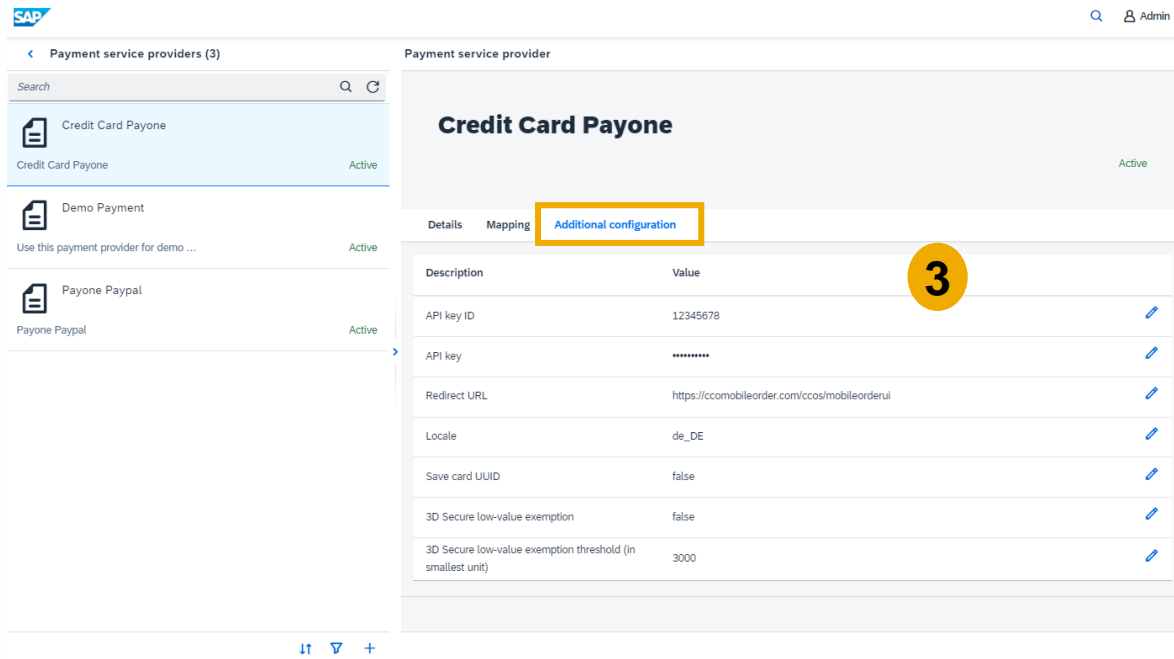 SAP
Admin
Payment service providers (3)
Payment service provider
Search
Credit Card Payone
Credit Card Payone
Active
Demo Payment
Use this payment provider for demo ...
Active
Payone Paypal
Payone Paypal
Active
Credit Card Payone
Active
Details Mapping Additional configuration
3
Description Value
API key ID 12345678
API key ••••••••••
Redirect URL https://ccomobileorder.com/ccos/mobileorderui
Locale de_DE
Save card UUID false
3D Secure low-value exemption false
3D Secure low-value exemption threshold (in
smallest unit) 3000